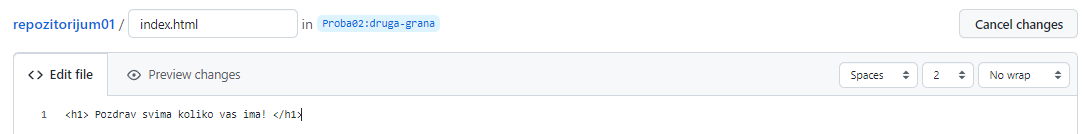 repozitorijum01 / index.html in Proba02:druga-grana Cancel changes
<> Edit file Preview changes Spaces 2 No wrap
1 <h1> Pozdrav svima koliko vas ima! </h1>